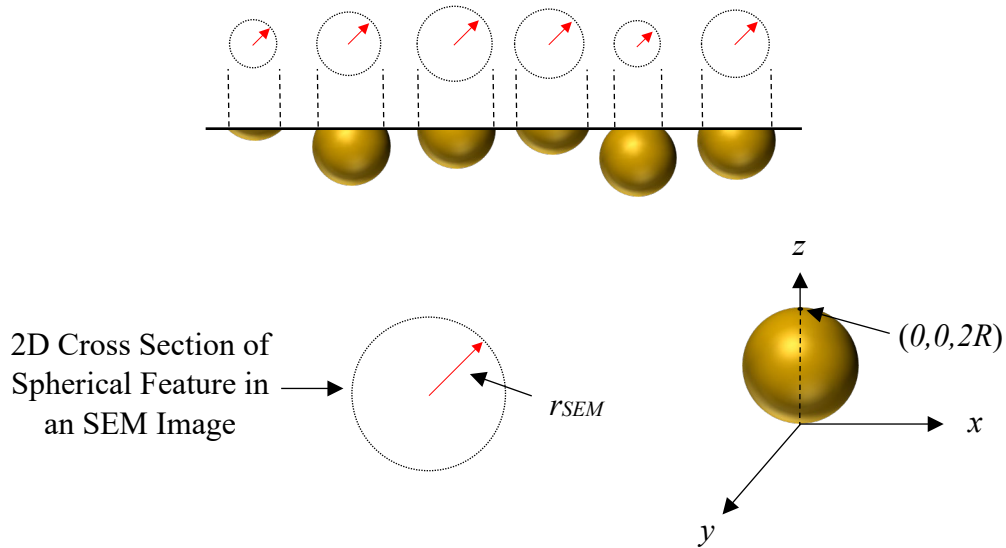 z
(0,0,2R)
2D Cross Section of
Spherical Feature in
an SEM Image
rSEM
x
y